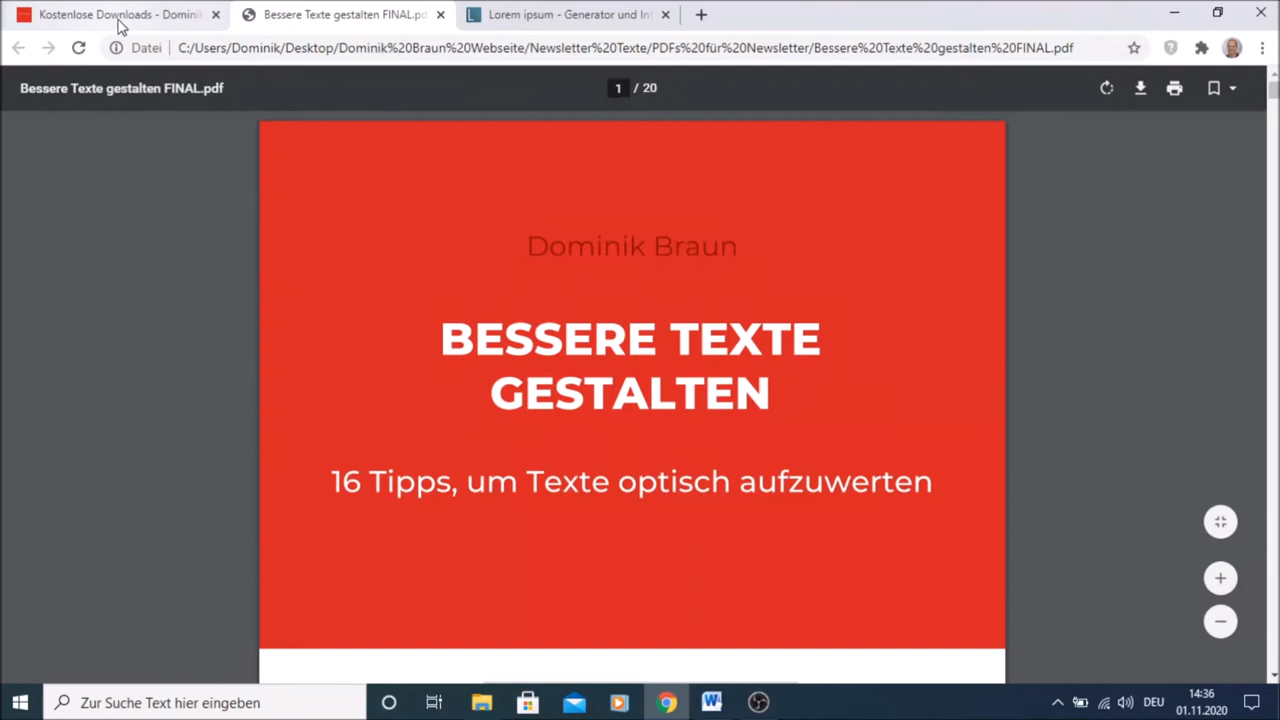 Kostenlose Downloads - Domini
Bessere Texte gestalten FINAL.pd
Lorem ipsum - Generator und In
Datei
C:/Users/Dominik/Desktop/Dominik%20Braun%20Webseite/Newsletter%20Texte/PDFs%20für%20Newsletter/Bessere%20Texte%20gestalten%20FINAL.pdf
Bessere Texte gestalten FINAL.pdf
1 / 20
Dominik Braun
BESSERE TEXTE
GESTALTEN
16 Tipps, um Texte optisch aufzuwerten
Zur Suche Text hier eingeben
DEU
14:36
01.11.2020